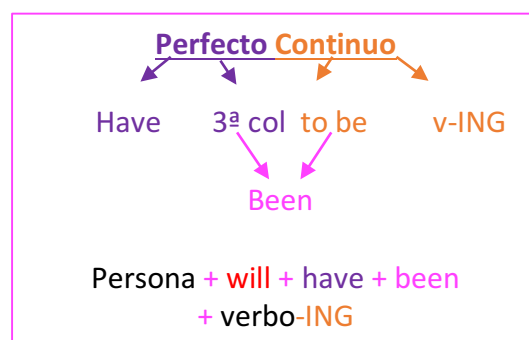 Perfecto Continuo
Have 3ª col to be v-ING
Been
Persona + will + have + been
+ verbo-ING